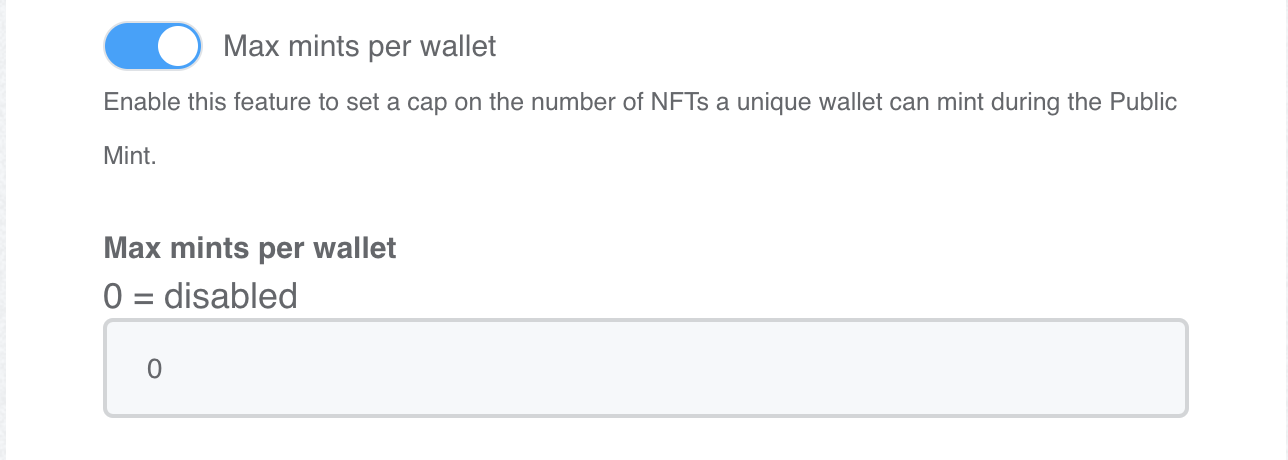 Max mints per wallet
Enable this feature to set a cap on the number of NFTs a unique wallet can mint during the Public
Mint.
Max mints per wallet
0 = disabled
0